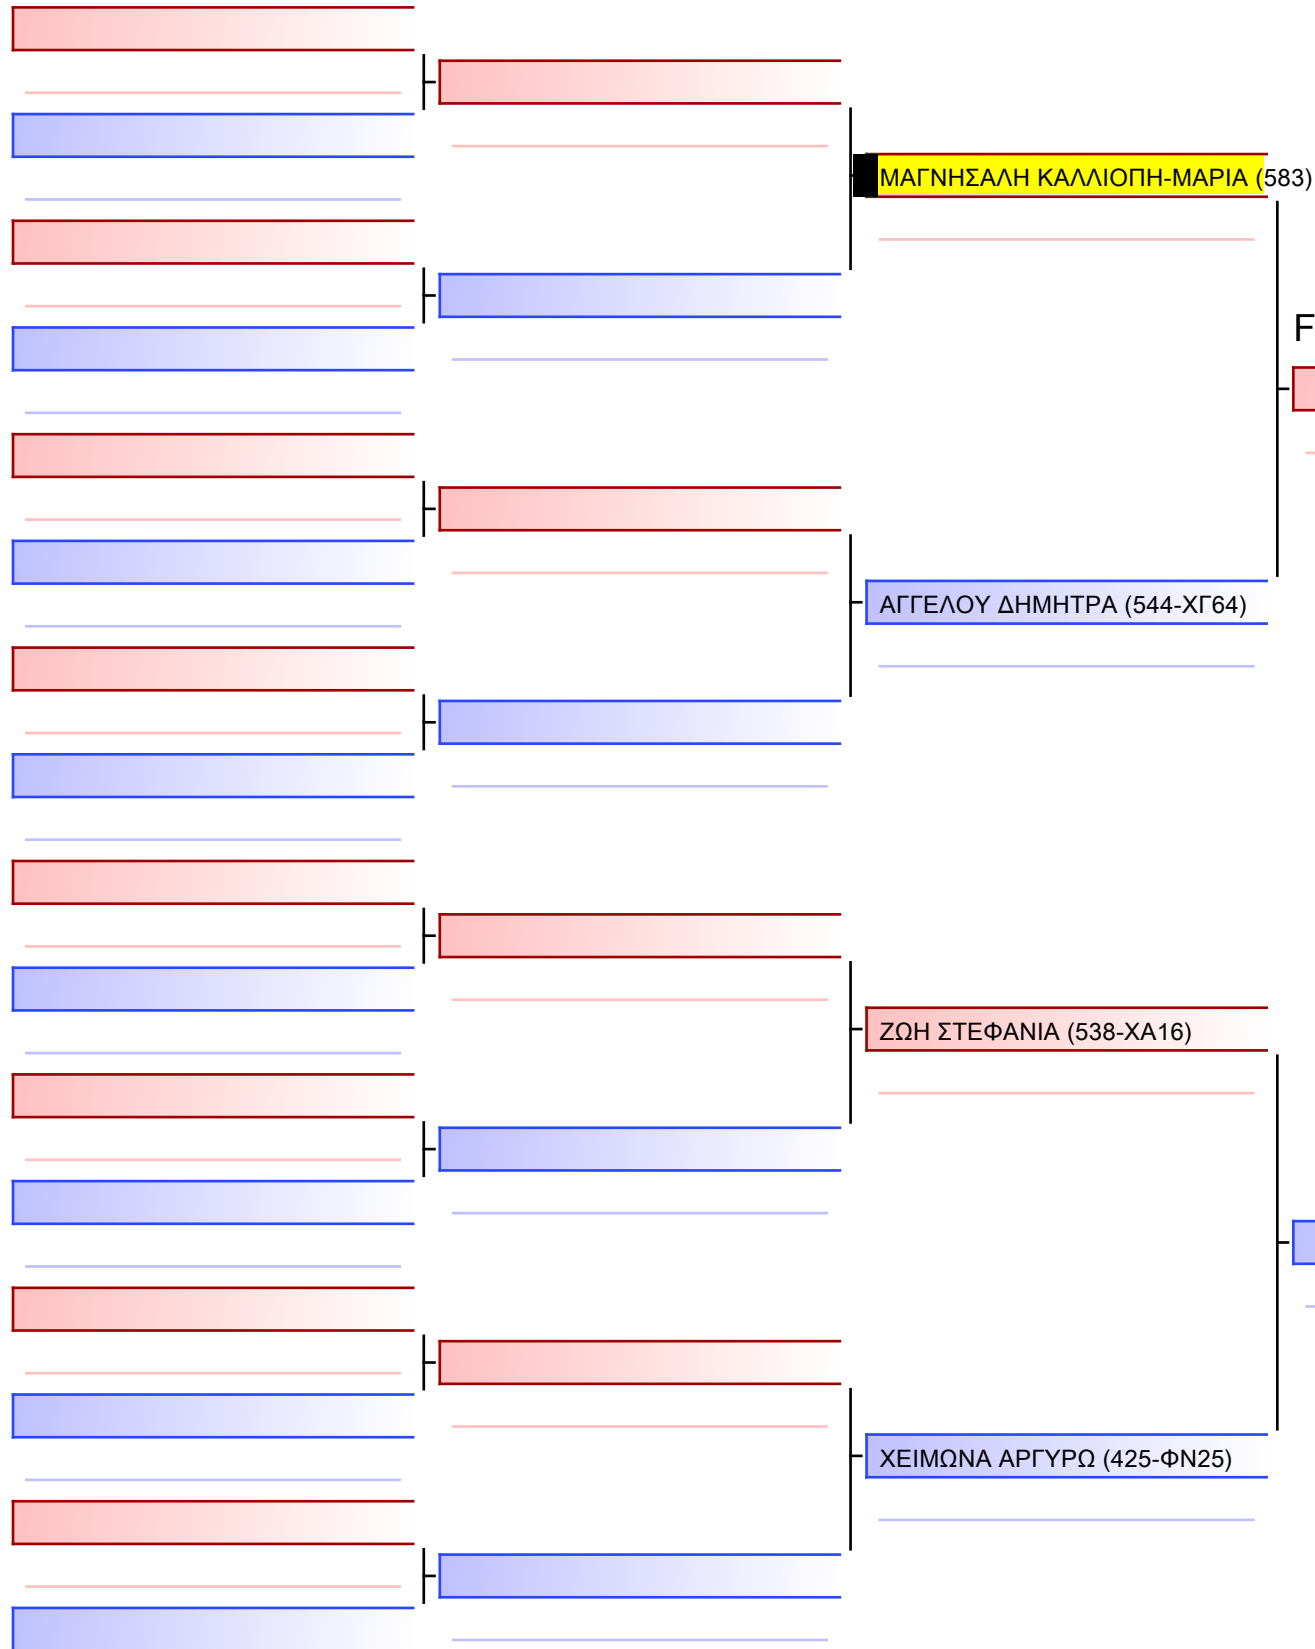 ΜΑΓΝΗΣΑΛΗ ΚΑΛΛΙΟΠΗ-ΜΑΡΙΑ (583)
F
ΑΓΓΕΛΟΥ ΔΗΜΗΤΡΑ (544-ΧΓ64)
ΖΩΗ ΣΤΕΦΑΝΙΑ (538-ΧΑ16)
ΧΕΙΜΩΝΑ ΑΡΓΥΡΩ (425-ΦΝ25)